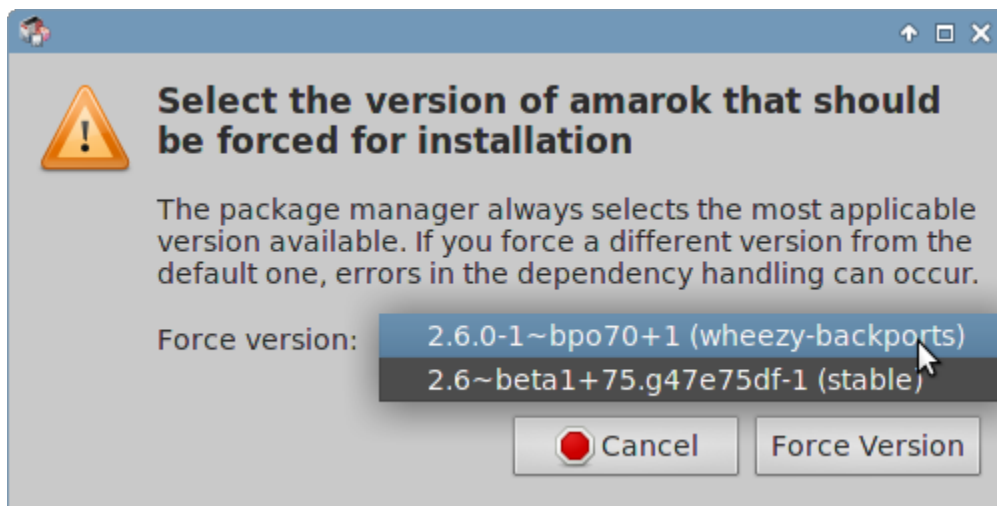 Select the version of amarok that should
be forced for installation
The package manager always selects the most applicable
version available. If you force a different version from the
default one, errors in the dependency handling can occur.
Force version:
2.6.0-1~bpo70+1 (wheezy-backports)
2.6~beta1+75.g47e75df-1 (stable)
Cancel
Force Version